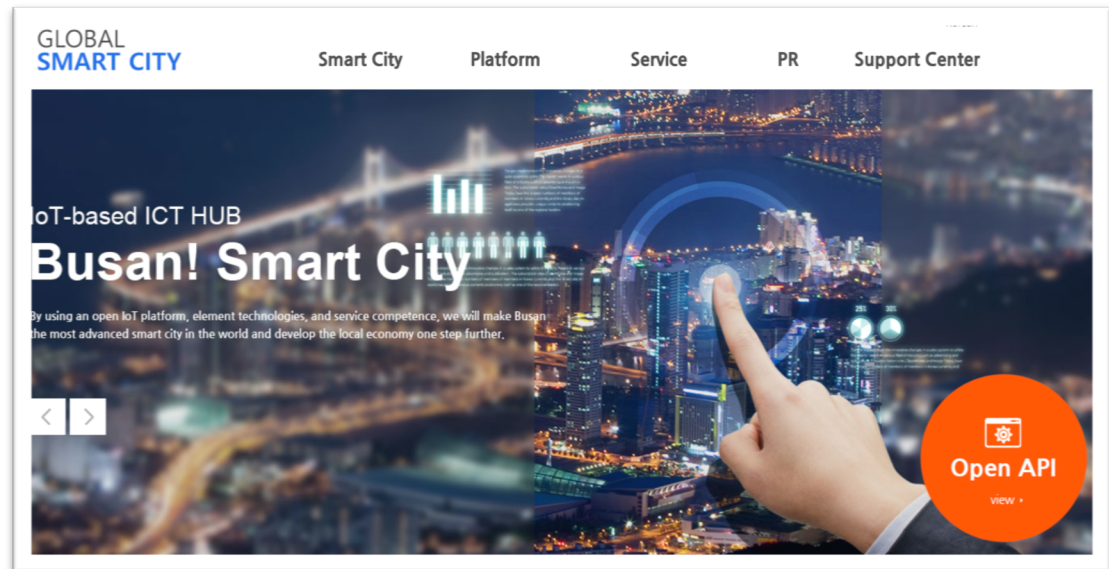 GLOBAL
SMART CITY
Smart City
Platform
Service
PR
Support Center
IoT-based ICT HUB
Busan! Smart City
By using an open IoT platform, element technologies, and service competence, we will make Busan
the most advanced smart city in the world and develop the local economy one step further.
25%
30%
Open API
view